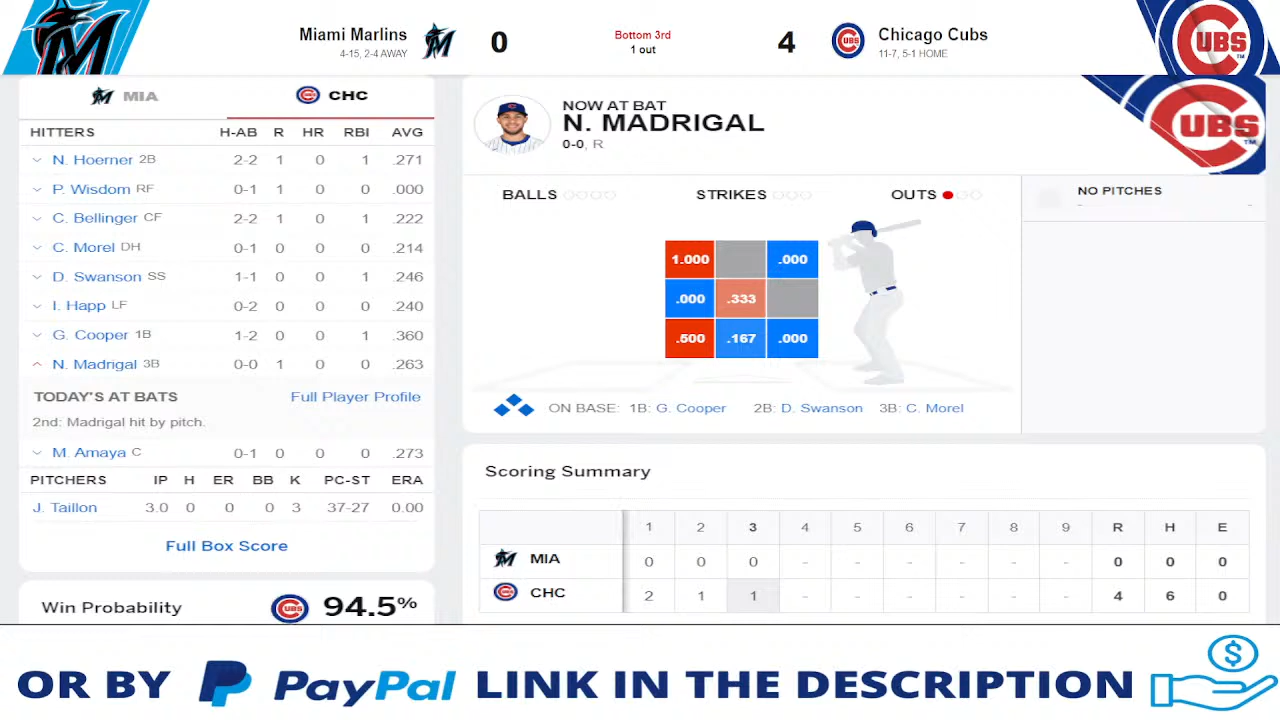 Miami Marlins
4-15, 2-4 AWAY
0
Bottom 3rd
1 out
4
Chicago Cubs
11-7, 5-1 HOME
CUBS
MIA
CHC
HITTERS H-AB R HR RBI AVG
N. Hoerner 2B 2-2 1 0 1 .271
P. Wisdom RF 0-1 1 0 0 .000
C. Bellinger CF 2-2 1 0 1 .222
C. Morel DH 0-1 0 0 0 .214
D. Swanson SS 1-1 0 0 1 .246
I. Happ LF 0-2 0 0 0 .240
G. Cooper 1B 1-2 0 0 1 .360
N. Madrigal 3B 0-0 1 0 0 .263
TODAY'S AT BATS Full Player Profile
2nd: Madrigal hit by pitch.
M. Amaya C 0-1 0 0 0 .273
PITCHERS IP H ER BB K PC-ST ERA
J. Taillon 3.0 0 0 0 3 37-27 0.00
Full Box Score
Win Probability CUBS 94.5%
NOW AT BAT
N. MADRIGAL
0-0, R
CUBS
BALLS STRIKES OUTS
NO PITCHES
- -
1.000 .000
.000 .333
.500 .167 .000
ON BASE: 1B: G. Cooper 2B: D. Swanson 3B: C. Morel
Scoring Summary
1 2 3 4 5 6 7 8 9 R H E
MIA 0 0 0 - - - - - - 0 0 0
CHC 2 1 1 - - - - - - 4 6 0
OR BY PayPal LINK IN THE DESCRIPTION